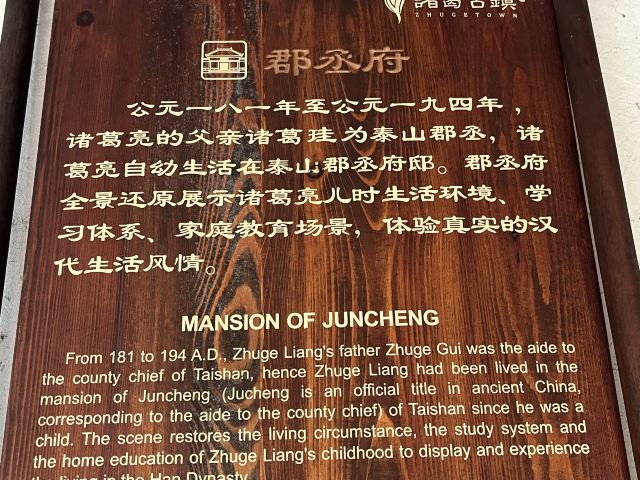 諸葛古鎮
ZHUGETOWN
郡丞府
公元一八一年至公元一九四年，
诸葛亮的父亲诸葛珪为泰山郡丞，诸
葛亮自幼生活在泰山郡丞府邸。郡丞府
全景还原展示诸葛亮儿时生活环境、学
习体系、家庭教育场景，体验真实的汉
代生活风情。
MANSION OF JUNCHENG
From 181 to 194 A.D., Zhuge Liang's father Zhuge Gui was the aide to
the county chief of Taishan, hence Zhuge Liang had been lived in the
mansion of Juncheng (Jucheng is an official title in ancient China,
corresponding to the aide to the county chief) of Taishan since he was a
child. The scene restores the living circumstance, the study system and
the home education of Zhuge Liang's childhood to display and experience
the living in the Han Dynasty.